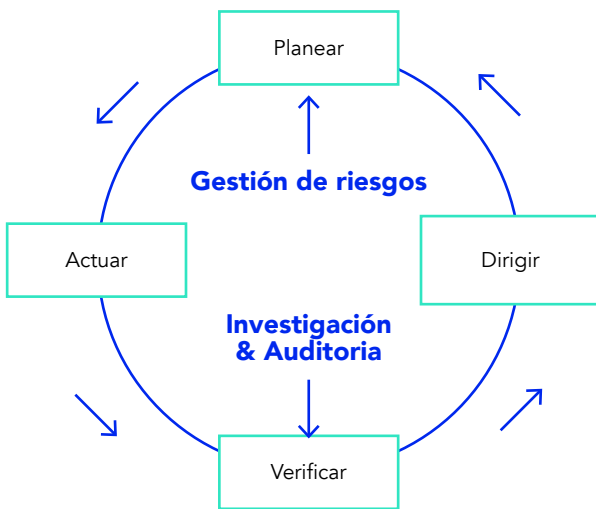 Planear
Gestión de riesgos
Actuar
Dirigir
Investigación
& Auditoria
Verificar